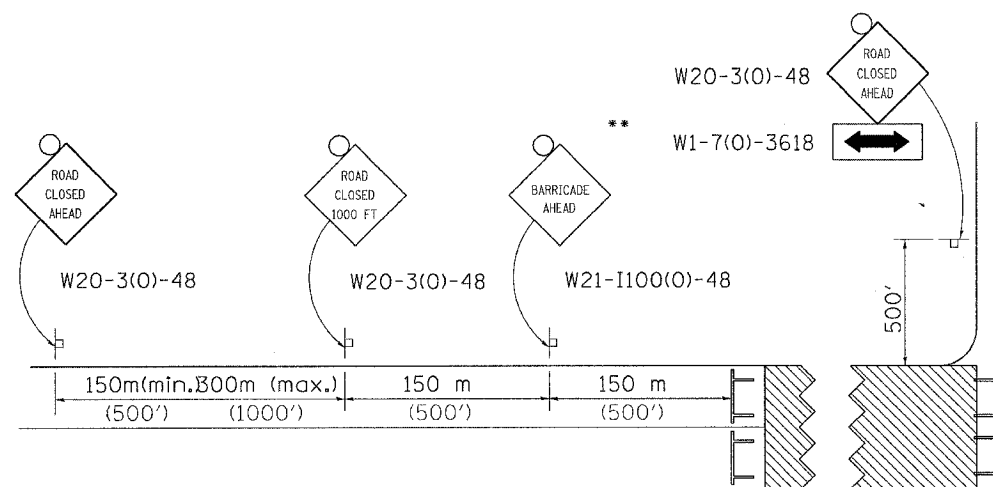 ROAD
CLOSED
AHEAD
W20-3(O)-48
**
W1-7(O)-3618
ROAD
CLOSED
AHEAD
ROAD
CLOSED
1000 FT
BARRICADE
AHEAD
W20-3(O)-48
W20-3(O)-48
W21-I100(O)-48
500'
150m(min.)300m (max.) 150 m 150 m
(500') (1000') (500') (500')